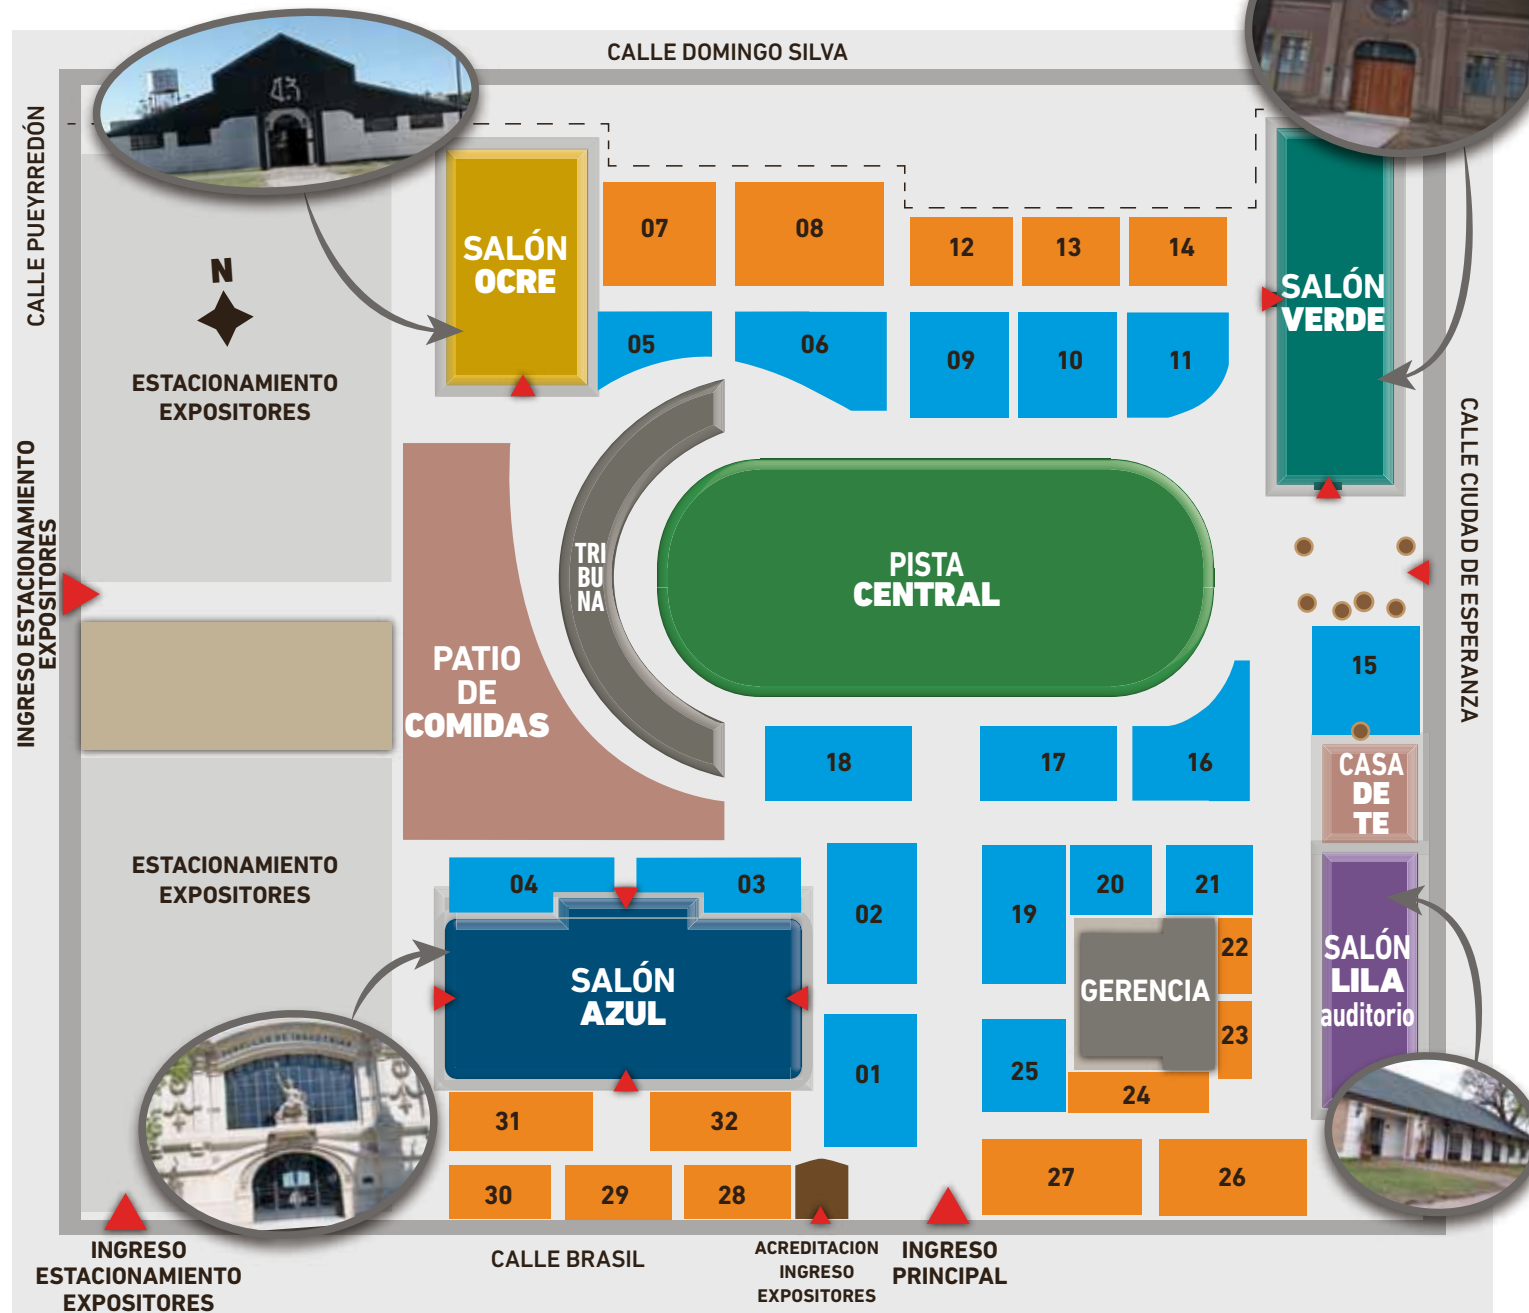 CALLE DOMINGO SILVA
CALLE PUEYRREDÓN
43
N
ESTACIONAMIENTO
EXPOSITORES
SALÓN
OCRE
07
08
12
13
14
05
06
09
10
11
SALÓN
VERDE
CALLE CIUDAD DE ESPERANZA
INGRESO ESTACIONAMIENTO
EXPOSITORES
TRI
BU
NA
PISTA
CENTRAL
PATIO
DE
COMIDAS
15
18
17
16
CASA
DE
TE
ESTACIONAMIENTO
EXPOSITORES
04
03
02
19
20
21
22
23
GERENCIA
SALÓN
LILA
auditorio
SALÓN
AZUL
01
25
24
31
32
30
29
28
27
26
INGRESO
ESTACIONAMIENTO
EXPOSITORES
CALLE BRASIL
ACREDITACION
INGRESO
EXPOSITORES
INGRESO
PRINCIPAL